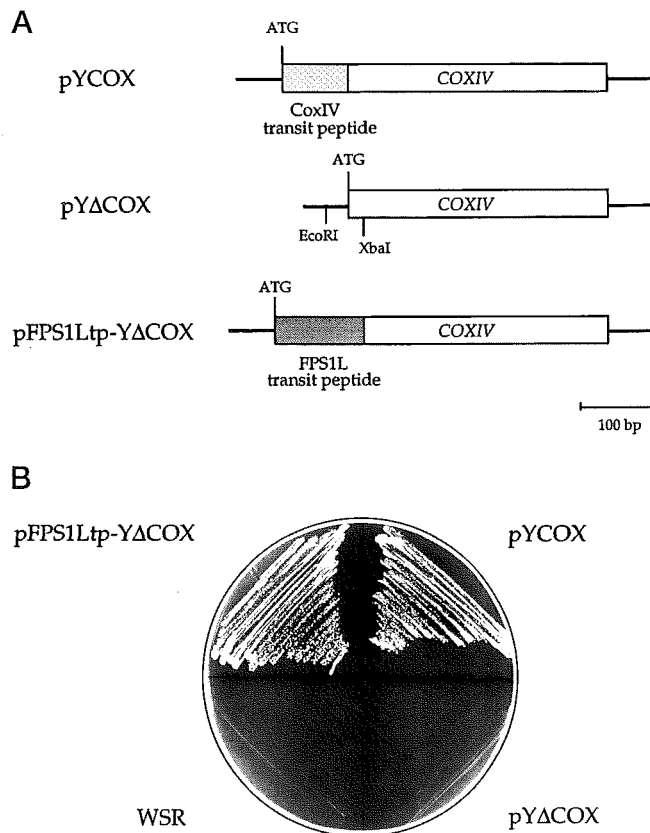 A
ATG
pYCOX
COXIV
CoxIV
transit peptide
ATG
pYΔCOX
COXIV
EcoRI
XbaI
ATG
pFPS1Ltp-YΔCOX
COXIV
FPS1L
transit peptide
100 bp
B
pFPS1Ltp-YΔCOX
pYCOX
WSR
pYΔCOX